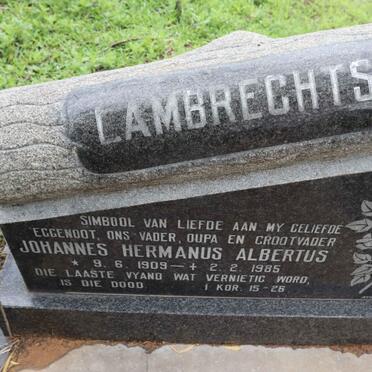 LAMBRECHTS
SIMBOOL VAN LIEFDE AAN MY GELIEFDE
EGGENOOT, ONS VADER, OUPA EN GROOTVADER
JOHANNES HERMANUS ALBERTUS
* 9. 6. 1909 — + 2. 2. 1985
DIE LAASTE VYAND WAT VERNIETIG WORD,
IS DIE DOOD. 1 KOR. 15-26